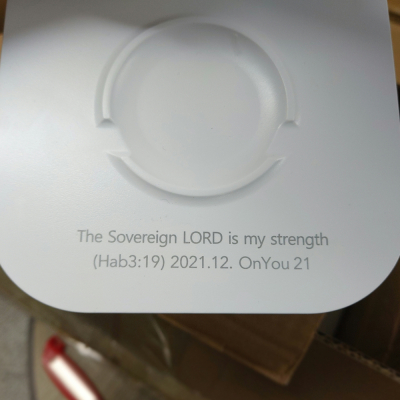 The Sovereign LORD is my strength
(Hab3:19) 2021.12. OnYou 21